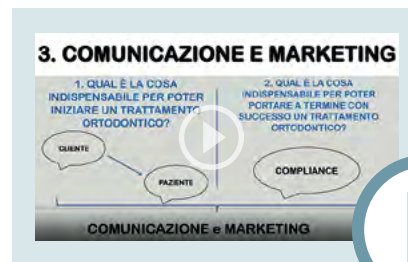 3. COMUNICAZIONE E MARKETING
1. QUAL È LA COSA
INDISPENSABILE PER POTER
INIZIARE UN TRATTAMENTO
ORTODONTICO?
2. QUAL È LA COSA
INDISPENSABILE PER POTER
PORTARE A TERMINE CON
SUCCESSO UN TRATTAMENTO
ORTODONTICO?
CLIENTE
PAZIENTE
COMPLIANCE
COMUNICAZIONE e MARKETING